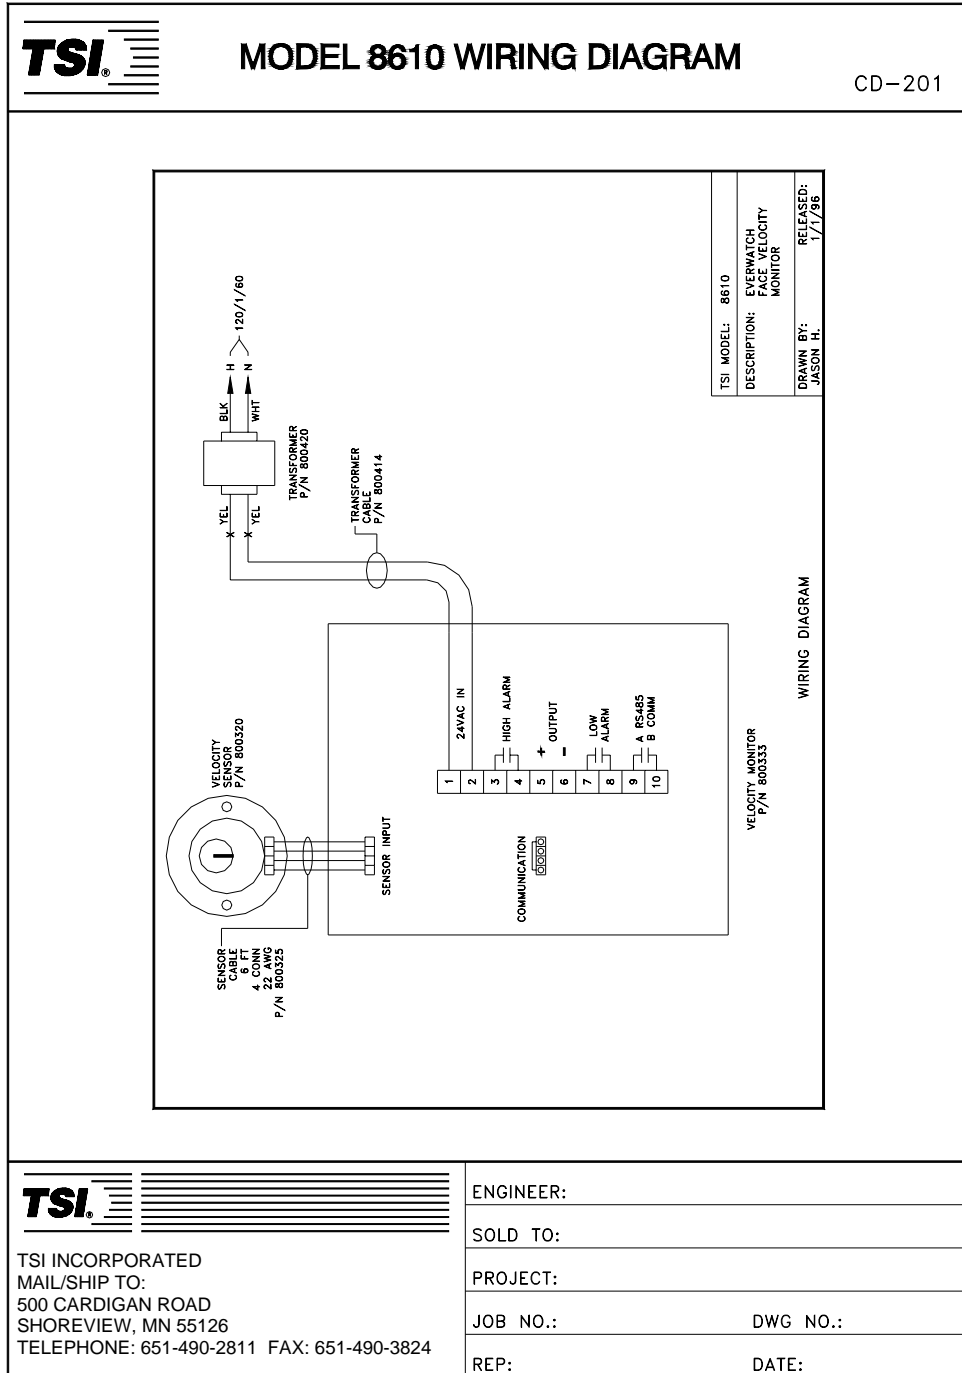 TSI®
MODEL 8610 WIRING DIAGRAM
CD-201
TSI MODEL: 8610
DESCRIPTION: EVERWATCH
FACE VELOCITY
MONITOR
DRAWN BY:
JASON H.
RELEASED:
1/1/96
120/1/60
H
N
BLK
WHT
TRANSFORMER
P/N 800420
YEL
YEL
X
X
TRANSFORMER
CABLE
P/N 800414
VELOCITY
SENSOR
P/N 800320
SENSOR INPUT
SENSOR
CABLE
6 FT
4 CONN
22 AWG
P/N 800325
24VAC IN
HIGH ALARM
+
OUTPUT
-
LOW
ALARM
A RS485
B COMM
1
2
3
4
5
6
7
8
9
10
COMMUNICATION
VELOCITY MONITOR
P/N 800333
WIRING DIAGRAM
TSI®
TSI INCORPORATED
MAIL/SHIP TO:
500 CARDIGAN ROAD
SHOREVIEW, MN 55126
TELEPHONE: 651-490-2811 FAX: 651-490-3824
ENGINEER:
SOLD TO:
PROJECT:
JOB NO.: DWG NO.:
REP: DATE: